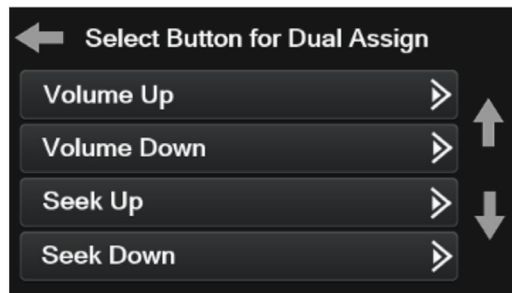 Select Button for Dual Assign
Volume Up
Volume Down
Seek Up
Seek Down